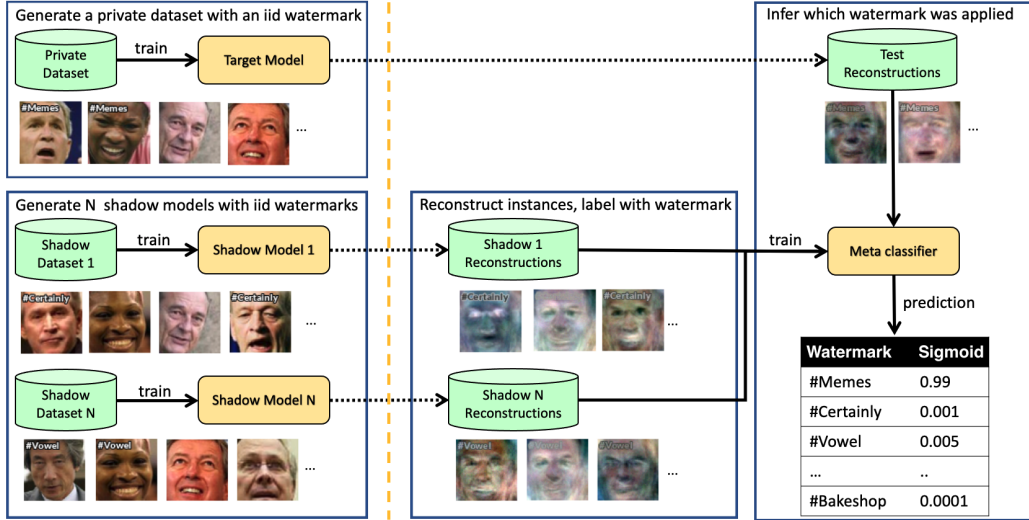 Generate a private dataset with an iid watermark
Private
Dataset
train
Target Model
#Memes
#Memes
...
Infer which watermark was applied
Test
Reconstructions
#Memes
#Memes
...
Generate N shadow models with iid watermarks
Shadow
Dataset 1
train
Shadow Model 1
#Certainly
#Certainly
...
Shadow
Dataset N
train
Shadow Model N
#Vowel
#Vowel
...
Reconstruct instances, label with watermark
Shadow 1
Reconstructions
#Certainly
#Certainly
...
Shadow N
Reconstructions
#Vowel
#Vowel
#Vowel
...
train
Meta classifier
prediction
Watermark Sigmoid
#Memes 0.99
#Certainly 0.001
#Vowel 0.005
... ..
#Bakeshop 0.0001